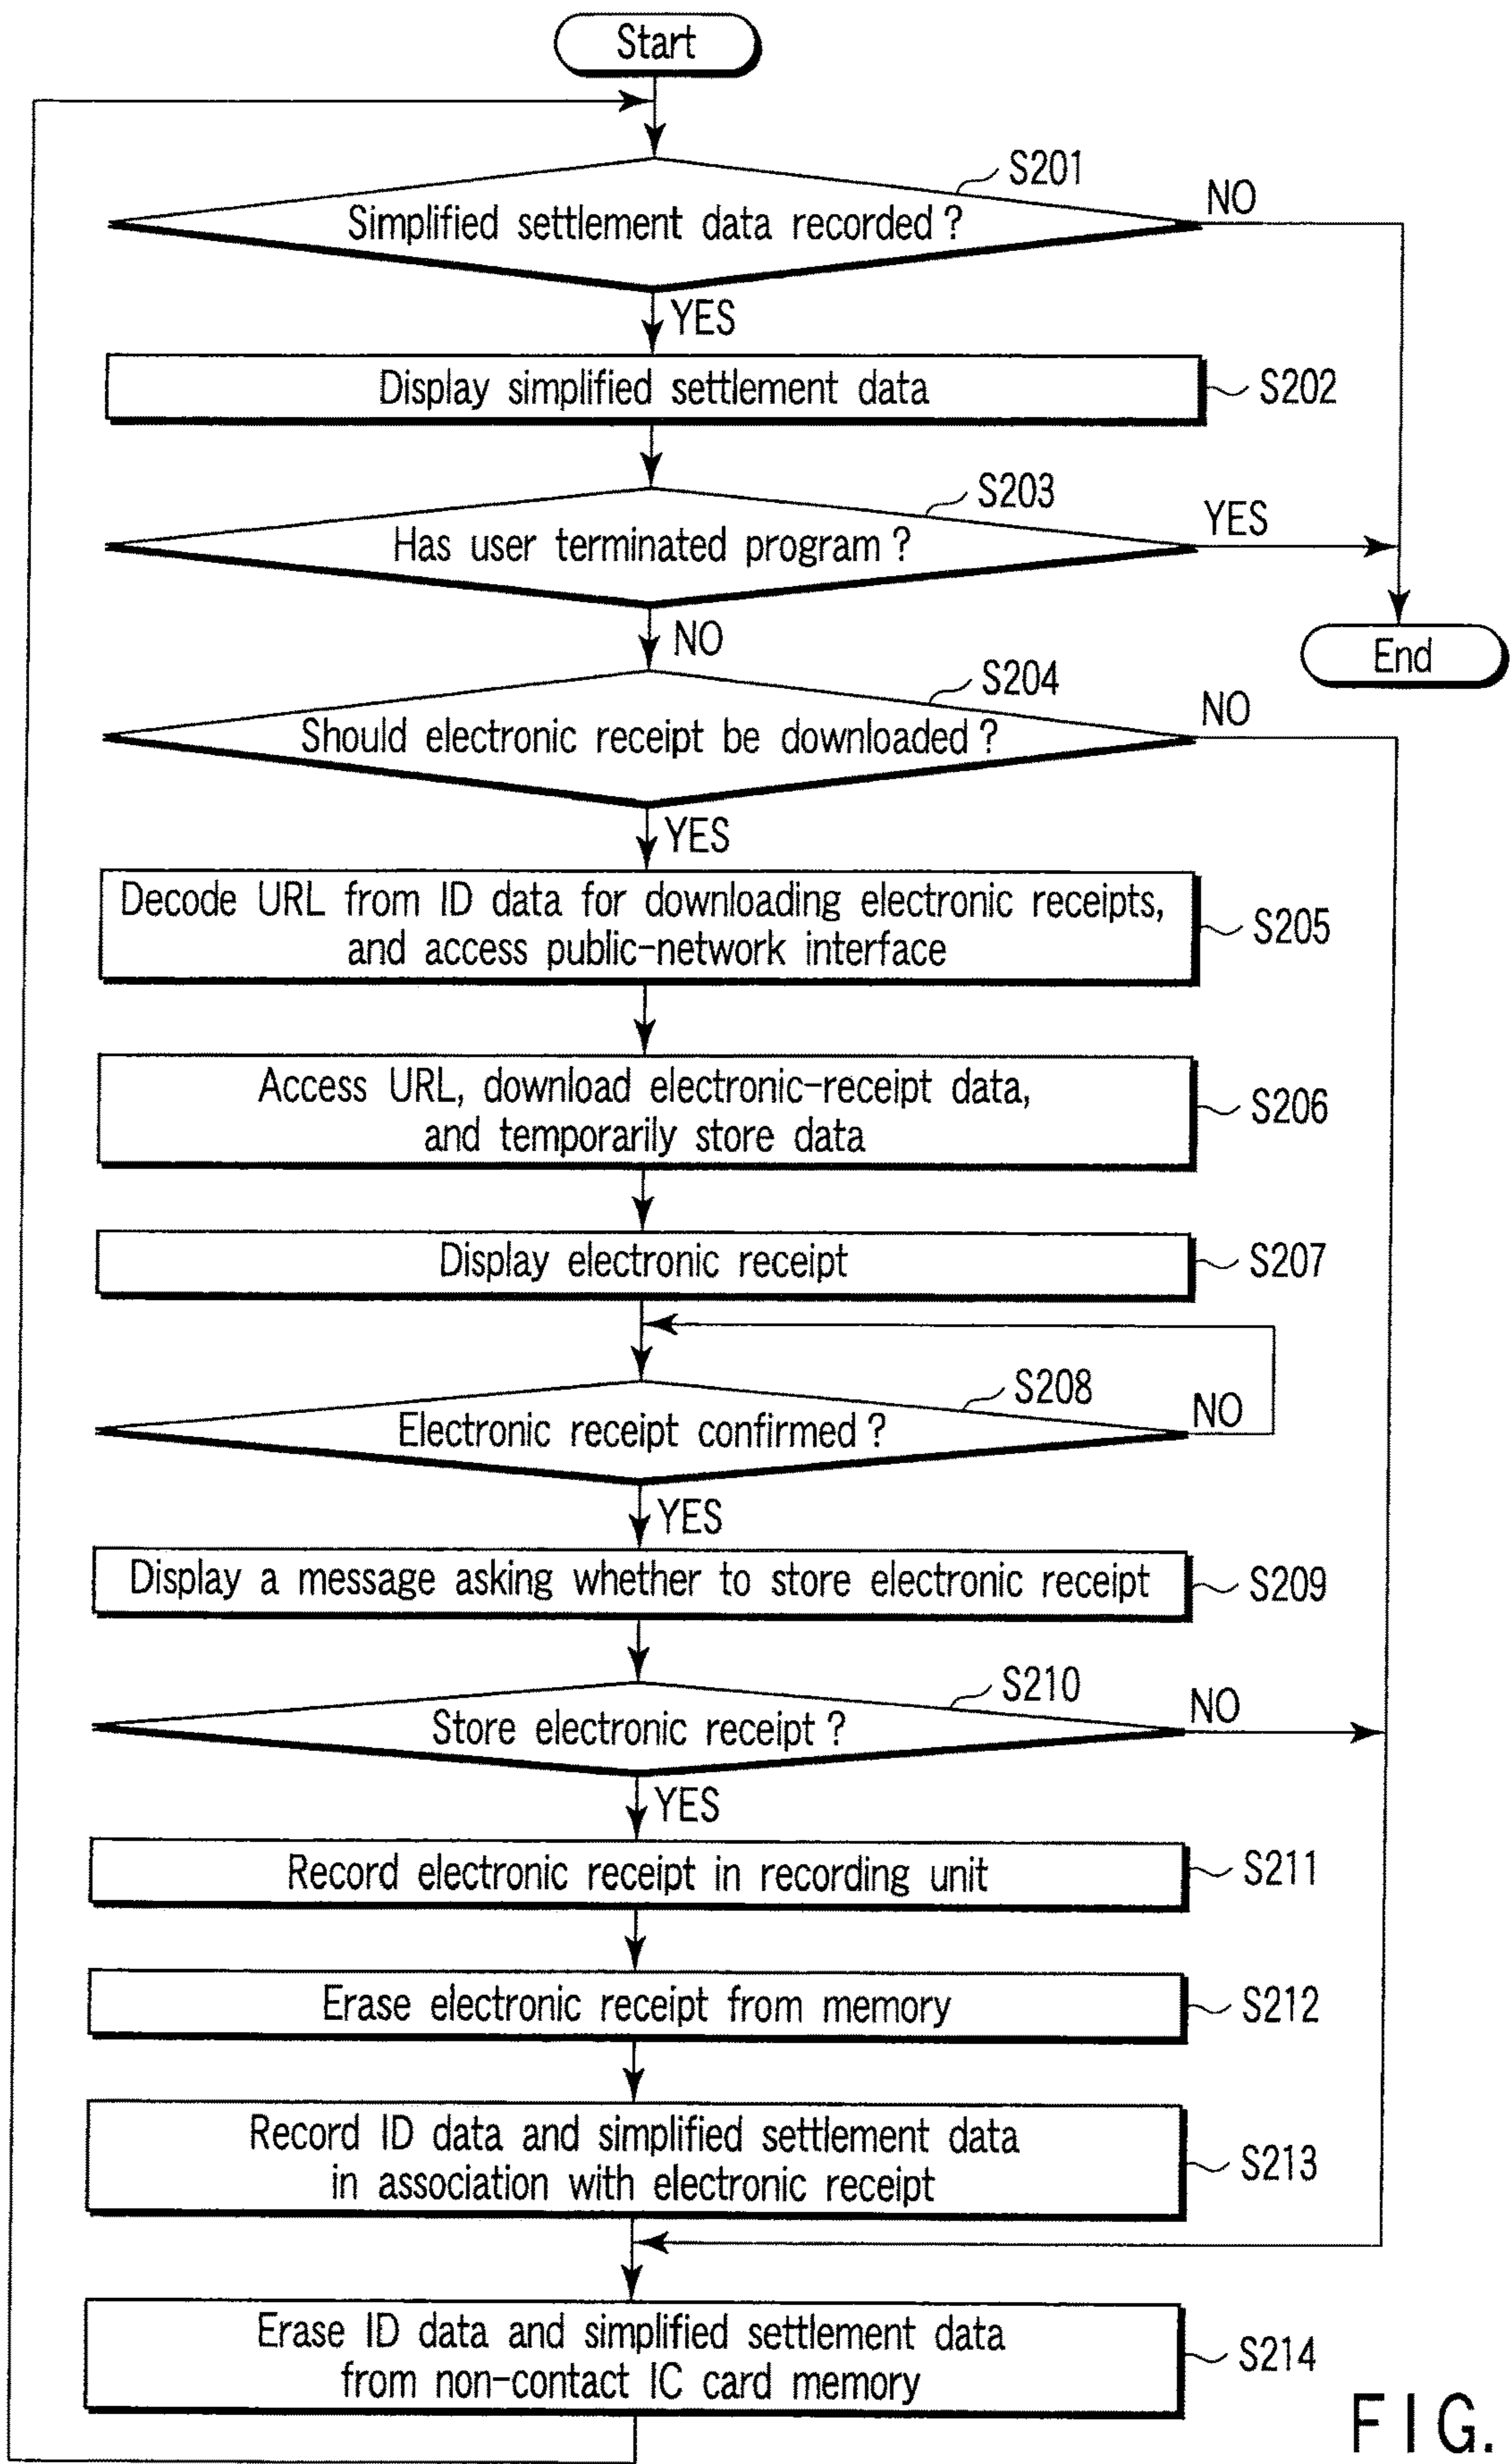 Start
S201
Simplified settlement data recorded ?
NO
YES
Display simplified settlement data
S202
S203
Has user terminated program ?
YES
NO
End
S204
Should electronic receipt be downloaded ?
NO
YES
Decode URL from ID data for downloading electronic receipts,
and access public-network interface
S205
Access URL, download electronic-receipt data,
and temporarily store data
S206
Display electronic receipt
S207
S208
Electronic receipt confirmed ?
NO
YES
Display a message asking whether to store electronic receipt
S209
S210
Store electronic receipt ?
NO
YES
Record electronic receipt in recording unit
S211
Erase electronic receipt from memory
S212
Record ID data and simplified settlement data
in association with electronic receipt
S213
Erase ID data and simplified settlement data
from non-contact IC card memory
S214
FIG.